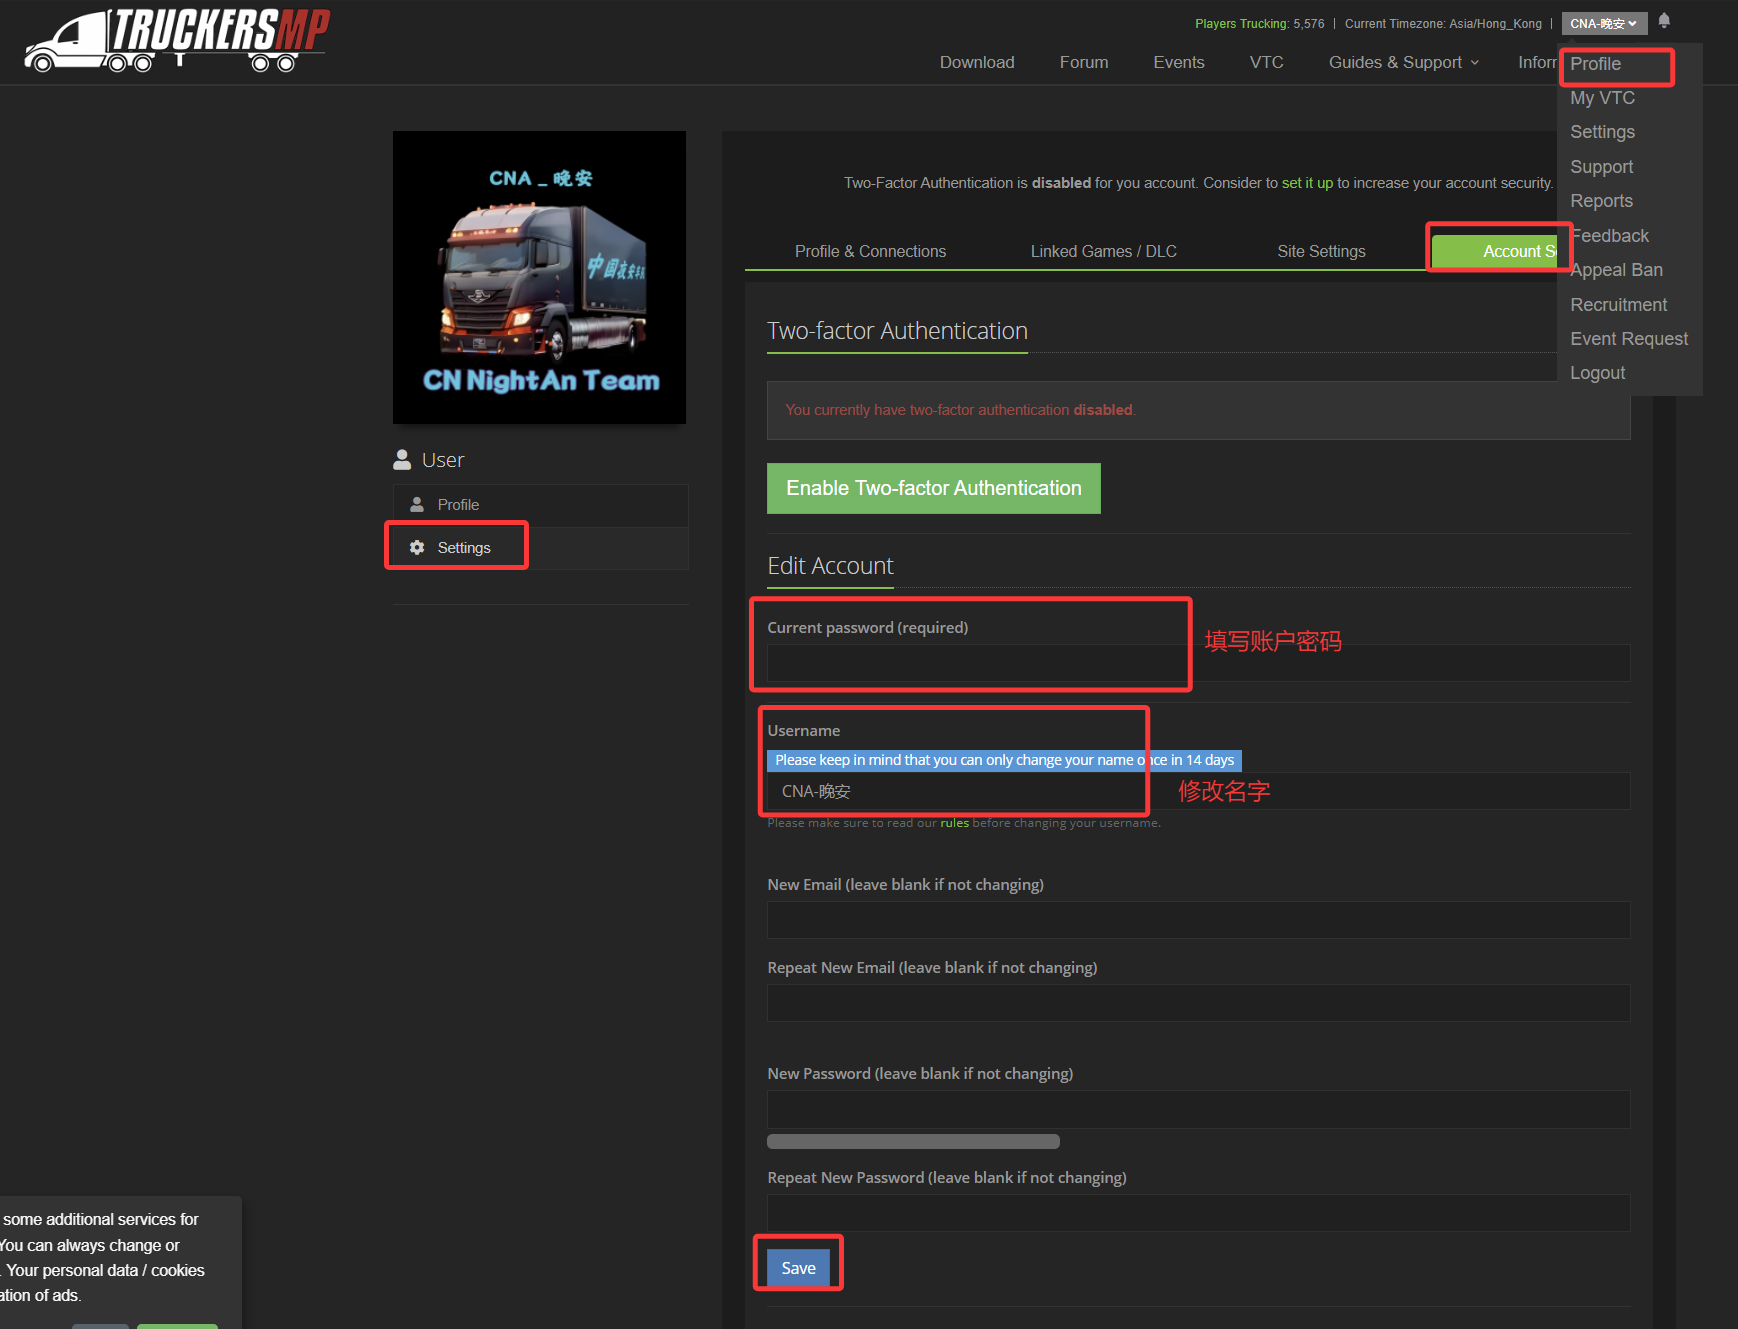 TRUCKERSMP
Players Trucking: 5,576 | Current Timezone: Asia/Hong_Kong | CNA-晚安
Download Forum Events VTC Guides & Support Inforr
Profile
My VTC
Settings
Support
Reports
Feedback
Appeal Ban
Recruitment
Event Request
Logout
CNA _ 晚安
中国夜安车队
CN NightAn Team
User
Profile
Settings
Two-Factor Authentication is disabled for you account. Consider to set it up to increase your account security.
Profile & Connections Linked Games / DLC Site Settings Account Se
Two-factor Authentication
You currently have two-factor authentication disabled.
Enable Two-factor Authentication
Edit Account
Current password (required)
填写账户密码
Username
Please keep in mind that you can only change your name once in 14 days
CNA-晚安
修改名字
Please make sure to read our rules before changing your username.
New Email (leave blank if not changing)
Repeat New Email (leave blank if not changing)
New Password (leave blank if not changing)
Repeat New Password (leave blank if not changing)
Save
some additional services for
You can always change or
. Your personal data / cookies
ation of ads.